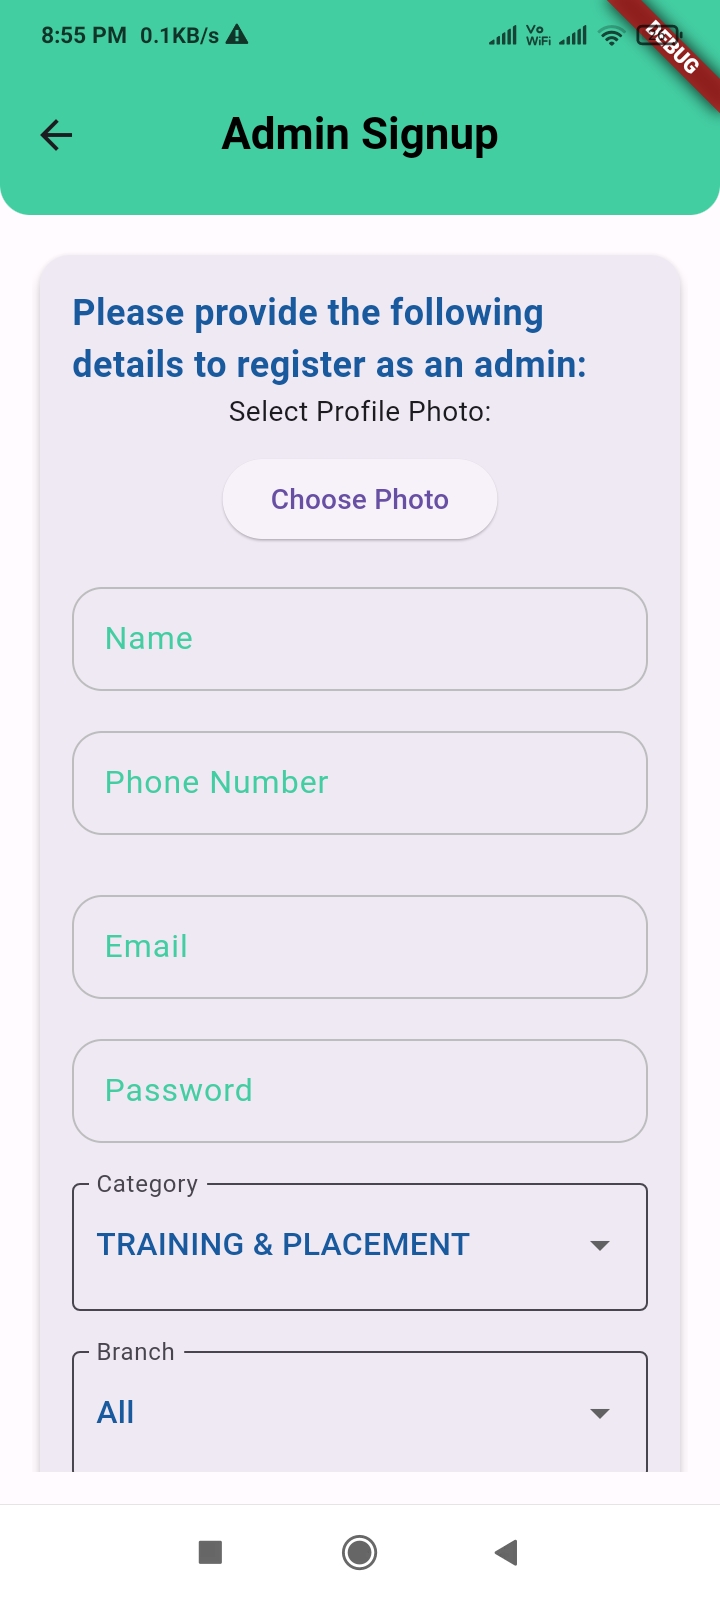 8:55 PM 0.1KB/s
Vo
WiFi
DEBUG
Admin Signup
Please provide the following
details to register as an admin:
Select Profile Photo:
Choose Photo
Name
Phone Number
Email
Password
Category
TRAINING & PLACEMENT
Branch
All